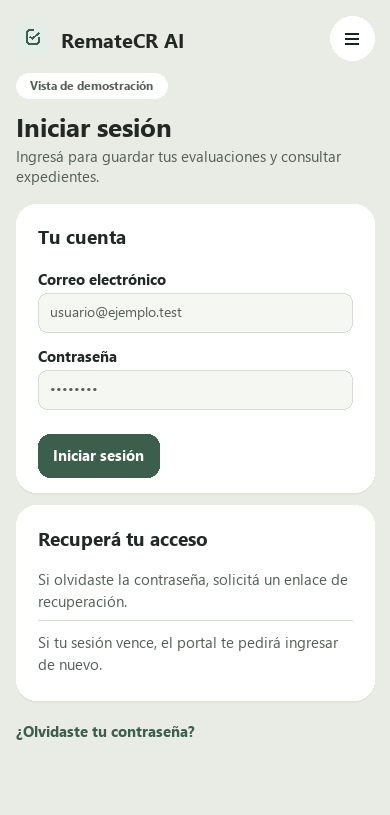 RemateCR AI
Vista de demostración
Iniciar sesión
Ingresá para guardar tus evaluaciones y consultar
expedientes.
Tu cuenta
Correo electrónico
usuario@ejemplo.test
Contraseña
••••••••
Iniciar sesión
Recuperá tu acceso
Si olvidaste la contraseña, solicitá un enlace de
recuperación.
Si tu sesión vence, el portal te pedirá ingresar
de nuevo.
¿Olvidaste tu contraseña?